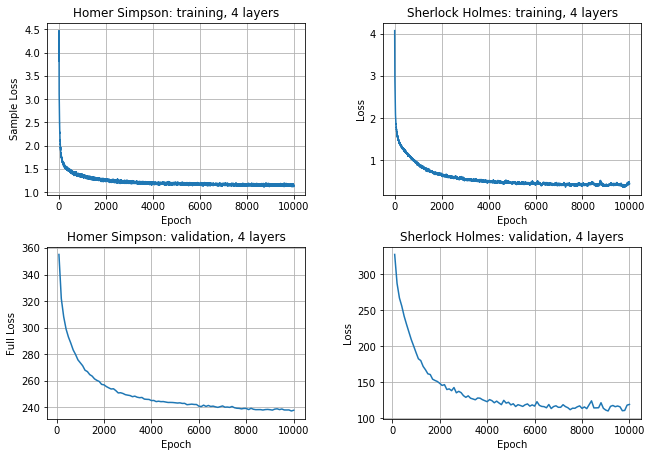 Homer Simpson: training, 4 layers
4.5
4.0
3.5
3.0
2.5
2.0
1.5
1.0
Sample Loss
0 2000 4000 6000 8000 10000
Epoch
Sherlock Holmes: training, 4 layers
4
3
2
1
Loss
0 2000 4000 6000 8000 10000
Epoch
Homer Simpson: validation, 4 layers
360
340
320
300
280
260
240
Full Loss
0 2000 4000 6000 8000 10000
Epoch
Sherlock Holmes: validation, 4 layers
300
250
200
150
100
Loss
0 2000 4000 6000 8000 10000
Epoch